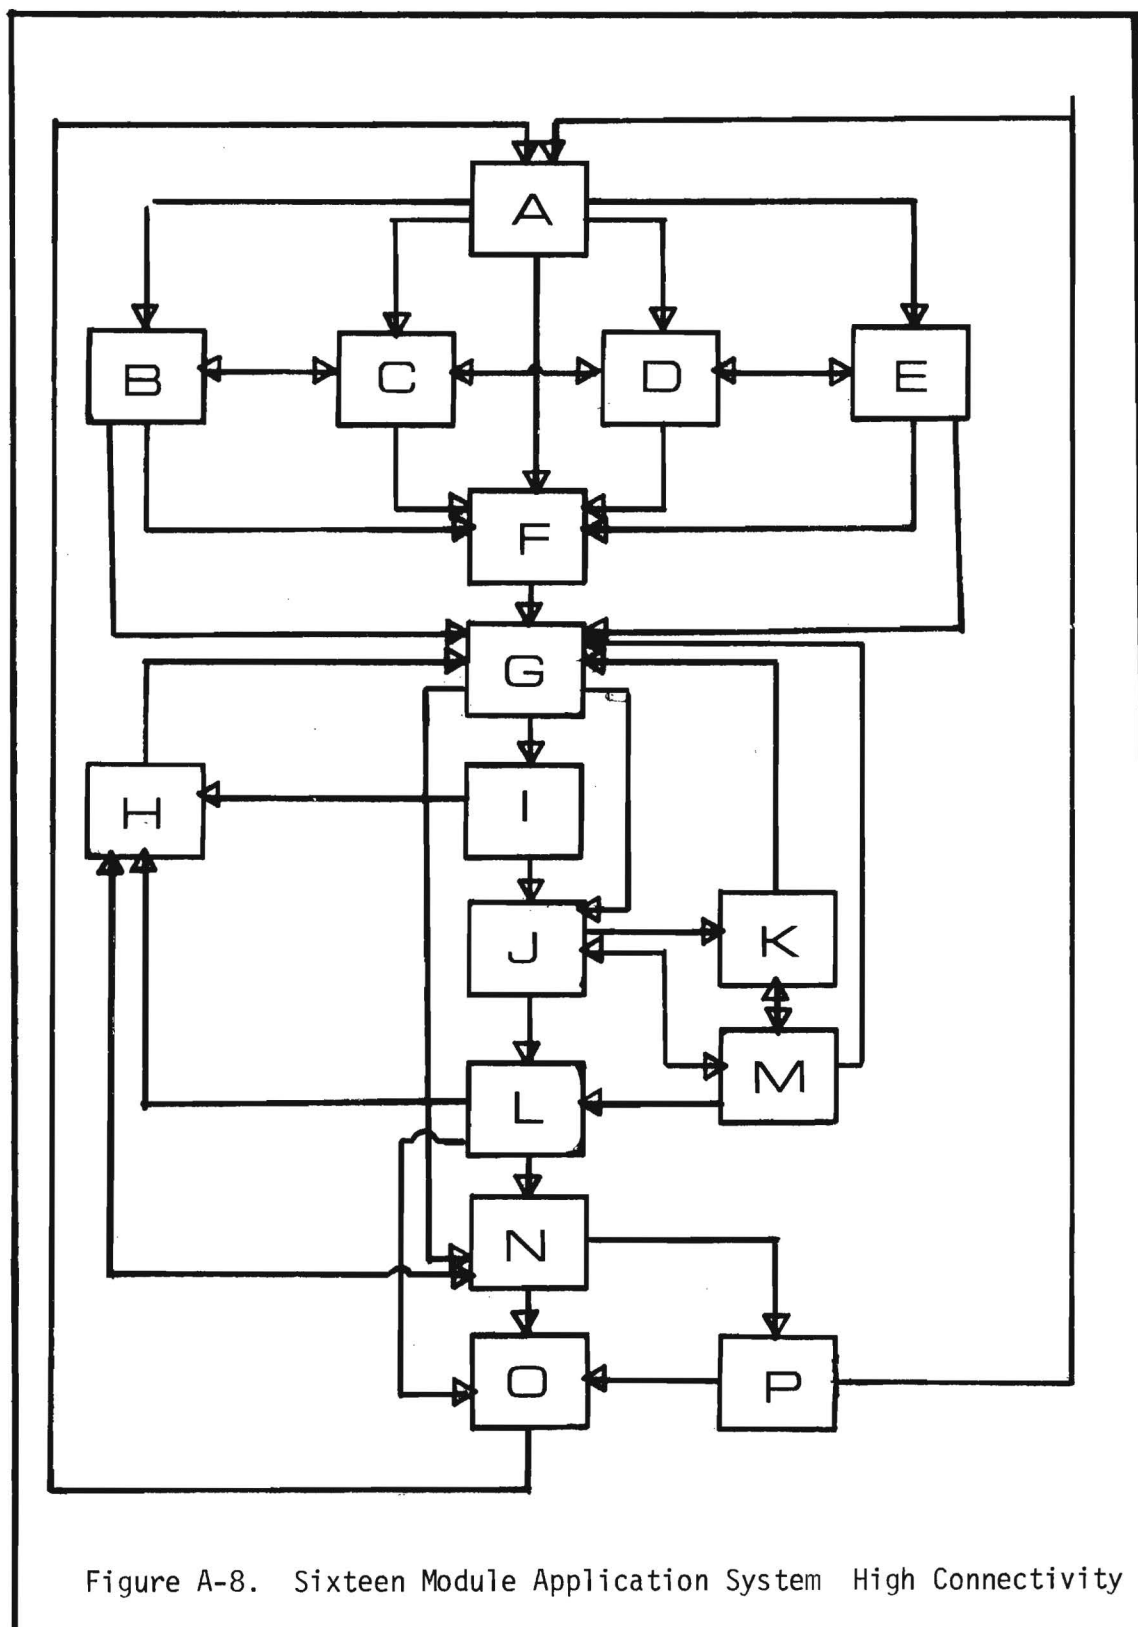 A
B C D E
F
G
H I
J K
L M
N
O P
Figure A-8. Sixteen Module Application System High Connectivity